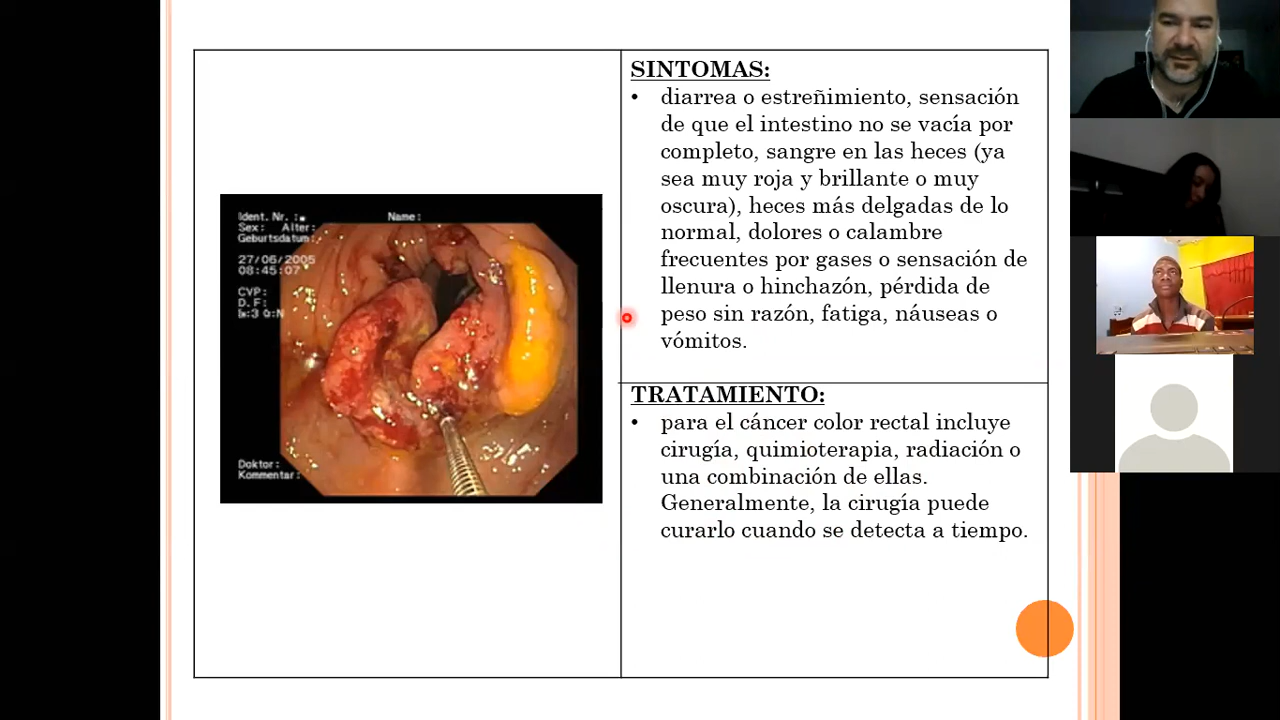 Ident. Nr. :
Name:
Sex: Alter:
Geburtsdatum:
27/06/2005
08:45:07
CVP:
D.F:
Doktor:
Kommentar:
SINTOMAS:
• diarrea o estreñimiento, sensación
de que el intestino no se vacía por
completo, sangre en las heces (ya
sea muy roja y brillante o muy
oscura), heces más delgadas de lo
normal, dolores o calambre
frecuentes por gases o sensación de
llenura o hinchazón, pérdida de
peso sin razón, fatiga, náuseas o
vómitos.
TRATAMIENTO:
• para el cáncer color rectal incluye
cirugía, quimioterapia, radiación o
una combinación de ellas.
Generalmente, la cirugía puede
curarlo cuando se detecta a tiempo.